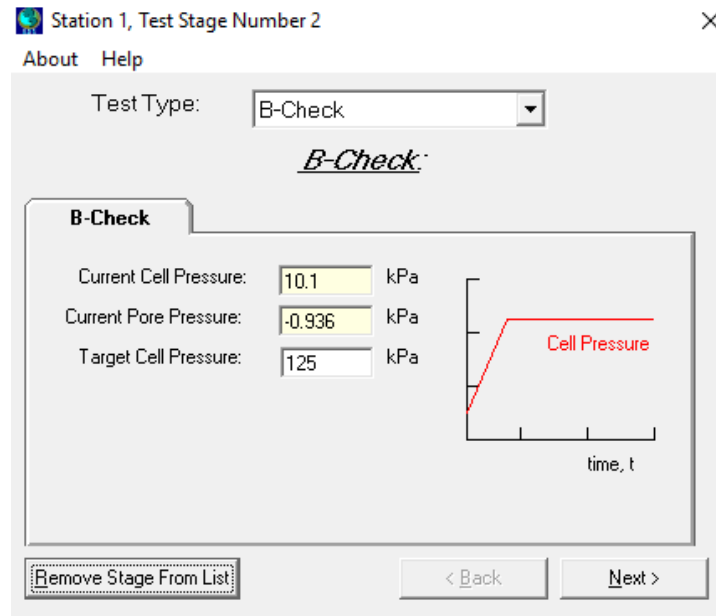 Station 1, Test Stage Number 2
About Help
Test Type: B-Check
B-Check:
B-Check
Current Cell Pressure: 10.1 kPa
Current Pore Pressure: -0.936 kPa
Target Cell Pressure: 125 kPa
Cell Pressure
time, t
Remove Stage From List < Back Next >